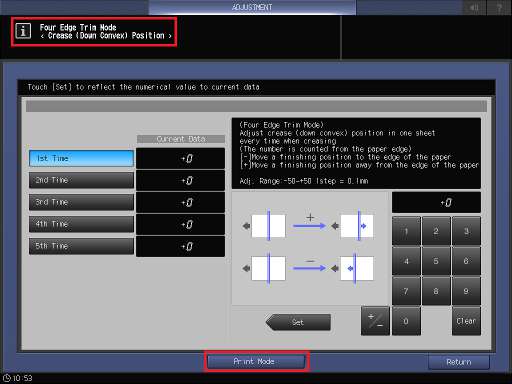 ADJUSTMENT
?
i
Four Edge Trim Mode
< Crease (Down Convex) Position >
Touch [Set] to reflect the numerical value to current data
Current Data
1st Time
+0
2nd Time
+0
3rd Time
+0
4th Time
+0
5th Time
+0
(Four Edge Trim Mode)
Adjust crease (down convex) position in one sheet
every time when creasing
(The number is counted from the paper edge)
[-]Move a finishing position to the edge of the paper
[+]Move a finishing position away from the edge of the paper
Adj. Range:-50~+50 1step = 0.1mm
+
-
+0
1 2 3
4 5 6
7 8 9
+/- 0 Clear
Set
Print Mode
Return
10:53